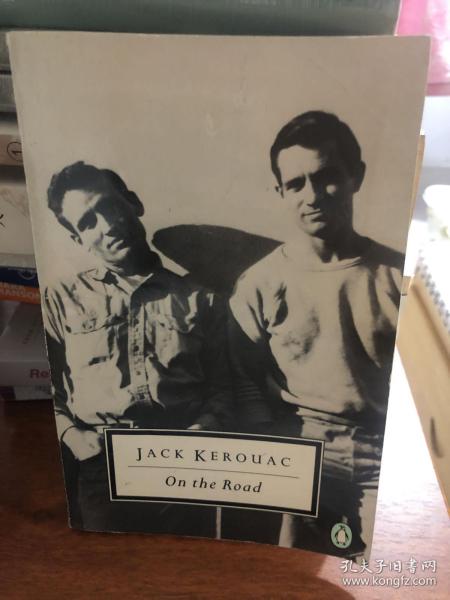 JACK KEROUAC
On the Road
孔夫子旧书网
www.kongfz.com